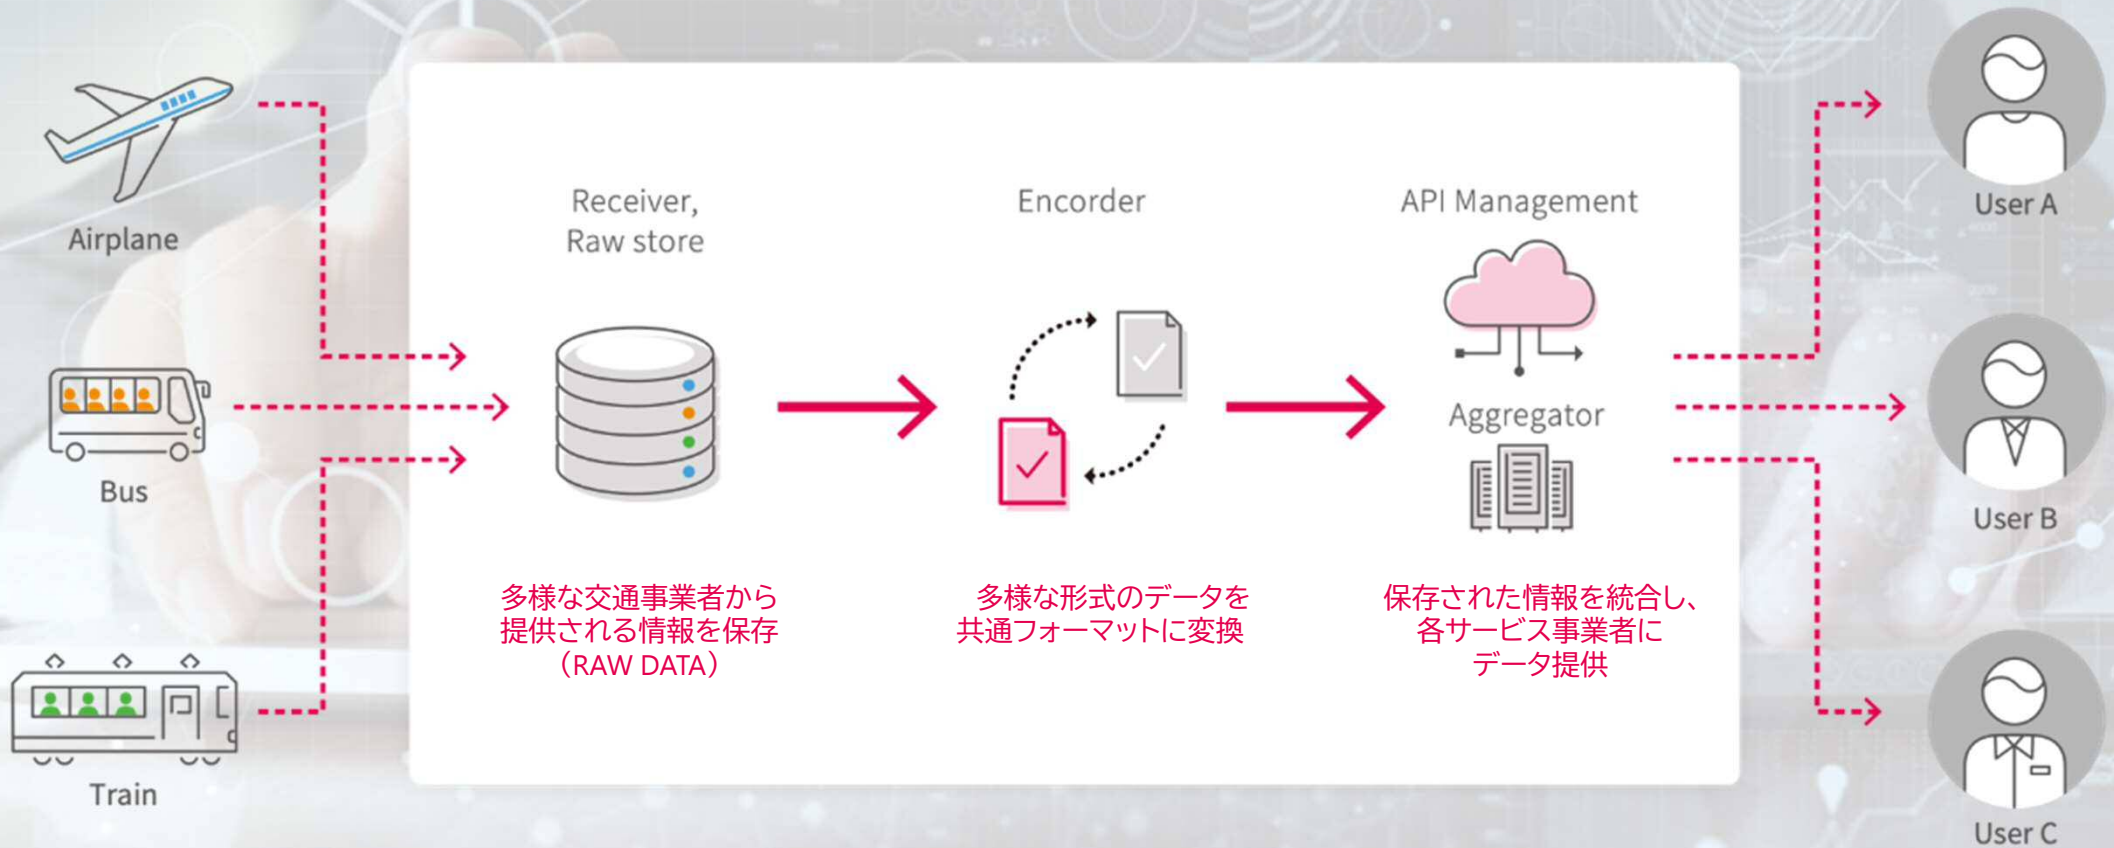 Airplane
Bus
Train
Receiver,
Raw store
多様な交通事業者から
提供される情報を保存
（RAW DATA）
Encorder
多様な形式のデータを
共通フォーマットに変換
API Management
Aggregator
保存された情報を統合し、
各サービス事業者に
データ提供
User A
User B
User C